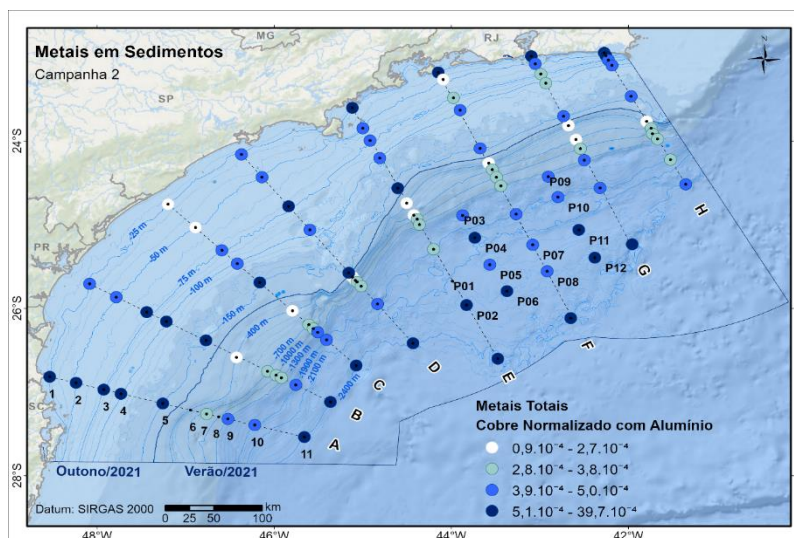 Metais em Sedimentos
Campanha 2
MG
RJ
SP
PR
SC
24°S
26°S
28°S
-25 m
-50 m
-75 m
-100 m
-150 m
-400 m
-700 m
-1000 m
-1300 m
-1900 m
-2100 m
-2400 m
P09
P10
P03
P04
P11
P07
P12
P05
P08
P01
P06
P02
H
G
F
E
D
C
B
A
1
2
3
4
5
6
7
8
9
10
11
Outono/2021
Verão/2021
Metais Totais
Cobre Normalizado com Alumínio
0,9.10⁻⁴ - 2,7.10⁻⁴
2,8.10⁻⁴ - 3,8.10⁻⁴
3,9.10⁻⁴ - 5,0.10⁻⁴
5,1.10⁻⁴ - 39,7.10⁻⁴
Datum: SIRGAS 2000
0 25 50 100
km
48°W
46°W
44°W
42°W